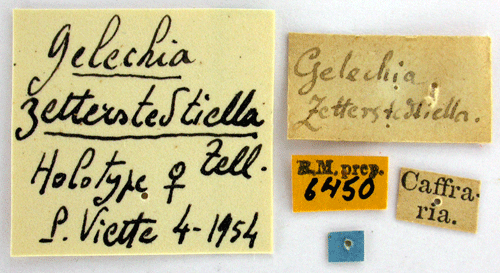 Gelechia
zetterstedtiella
Zell.
Holotype ♀
P. Viette 4-1954
Gelechia
Zetterstedtiella.
R.M. prep.
6450
Caffra-
ria.